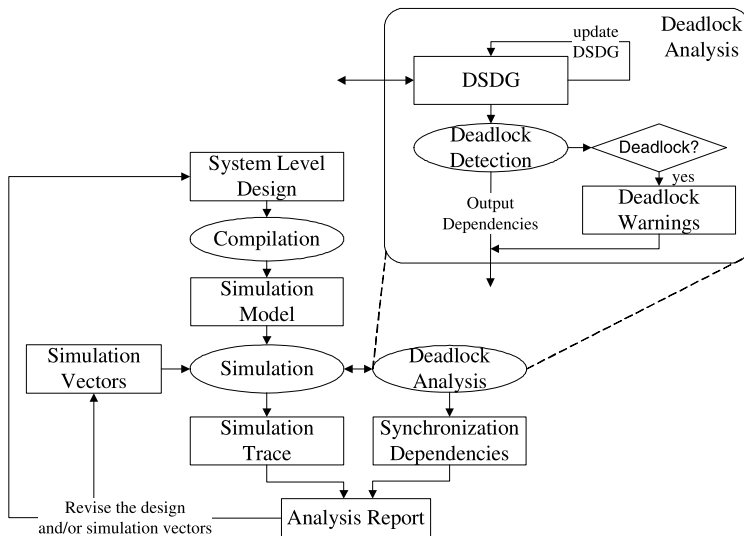 Deadlock
Analysis
update
DSDG
DSDG
Deadlock
Detection
Deadlock?
yes
Output
Dependencies
Deadlock
Warnings
System Level
Design
Compilation
Simulation
Model
Simulation
Vectors
Simulation
Deadlock
Analysis
Simulation
Trace
Synchronization
Dependencies
Revise the design
and/or simulation vectors
Analysis Report